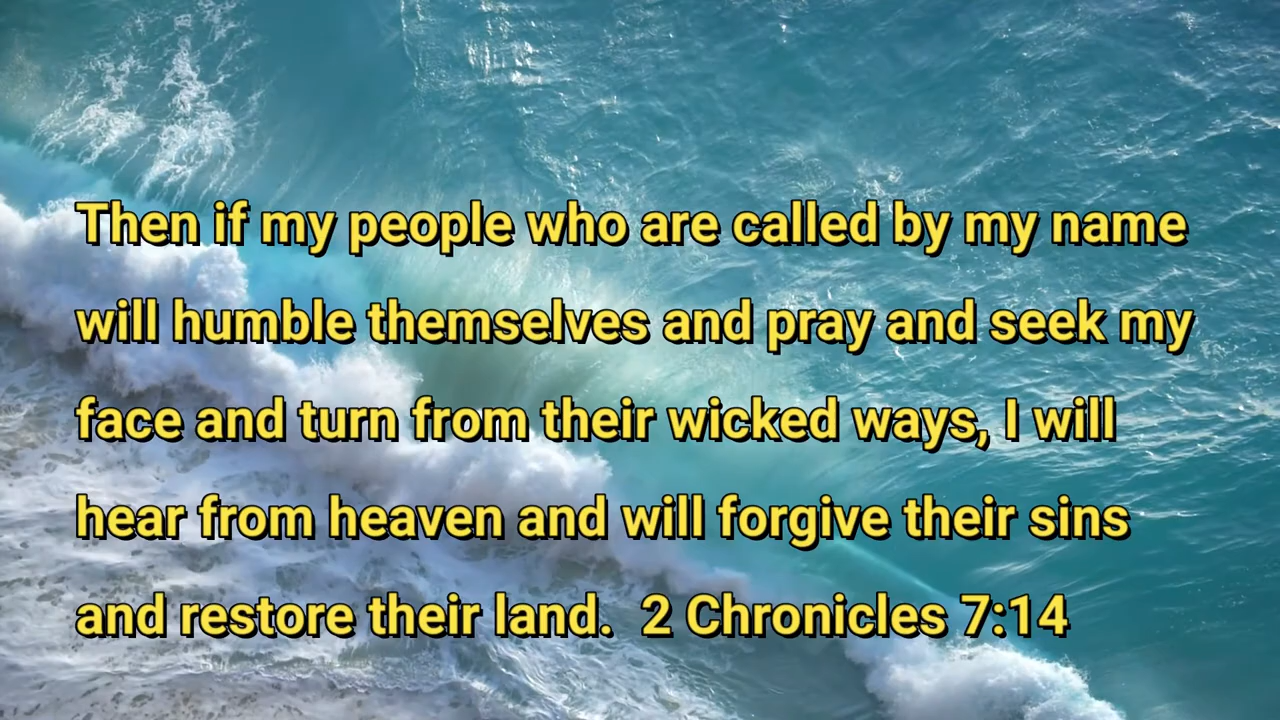 Then if my people who are called by my name
will humble themselves and pray and seek my
face and turn from their wicked ways, I will
hear from heaven and will forgive their sins
and restore their land.  2 Chronicles 7:14